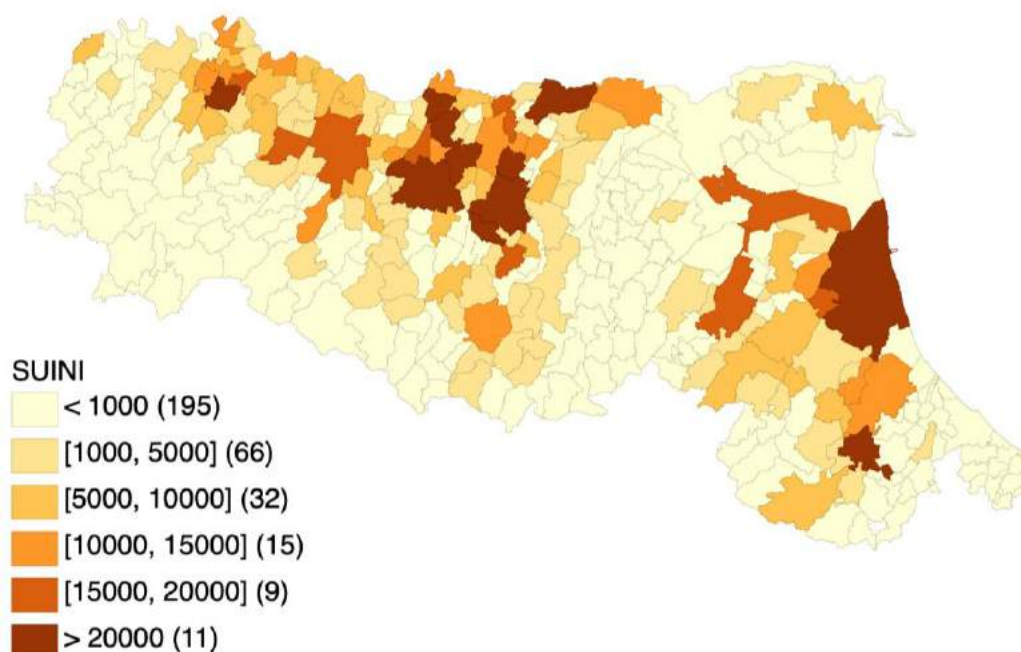 SUINI
< 1000 (195)
[1000, 5000] (66)
[5000, 10000] (32)
[10000, 15000] (15)
[15000, 20000] (9)
> 20000 (11)